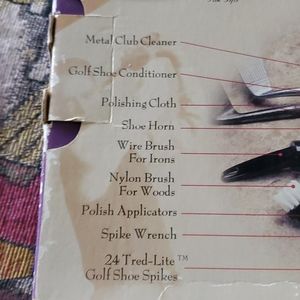 Metal Club Cleaner
Golf Shoe Conditioner
Polishing Cloth
Shoe Horn
Wire Brush
For Irons
Nylon Brush
For Woods
Polish Applicators
Spike Wrench
24 Tred-Lite™
Golf Shoe Spikes